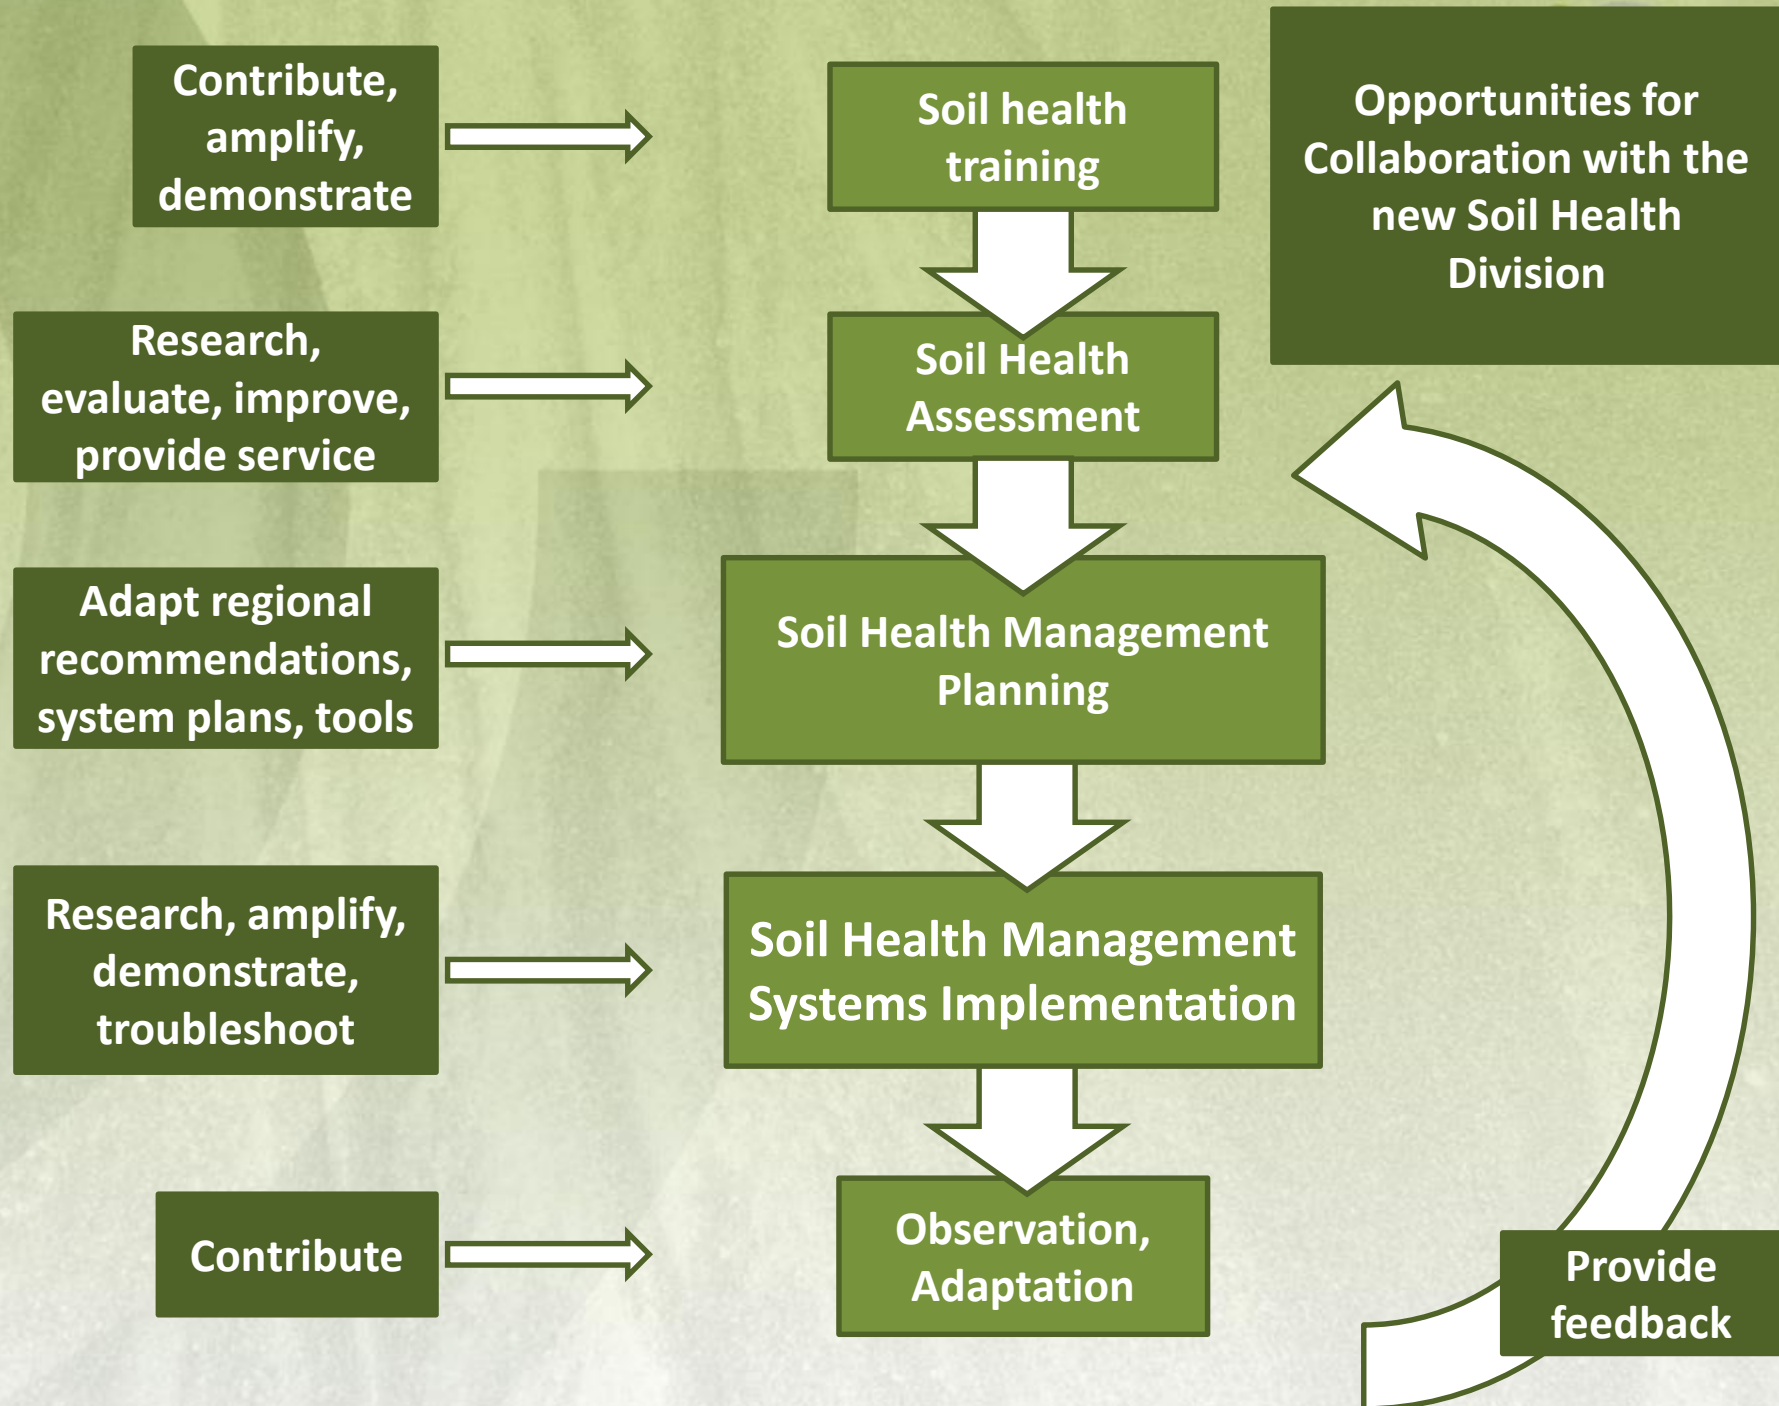 Contribute,
amplify,
demonstrate
Soil health
training
Opportunities for
Collaboration with the
new Soil Health
Division
Research,
evaluate, improve,
provide service
Soil Health
Assessment
Adapt regional
recommendations,
system plans, tools
Soil Health Management
Planning
Research, amplify,
demonstrate,
troubleshoot
Soil Health Management
Systems Implementation
Contribute
Observation,
Adaptation
Provide
feedback